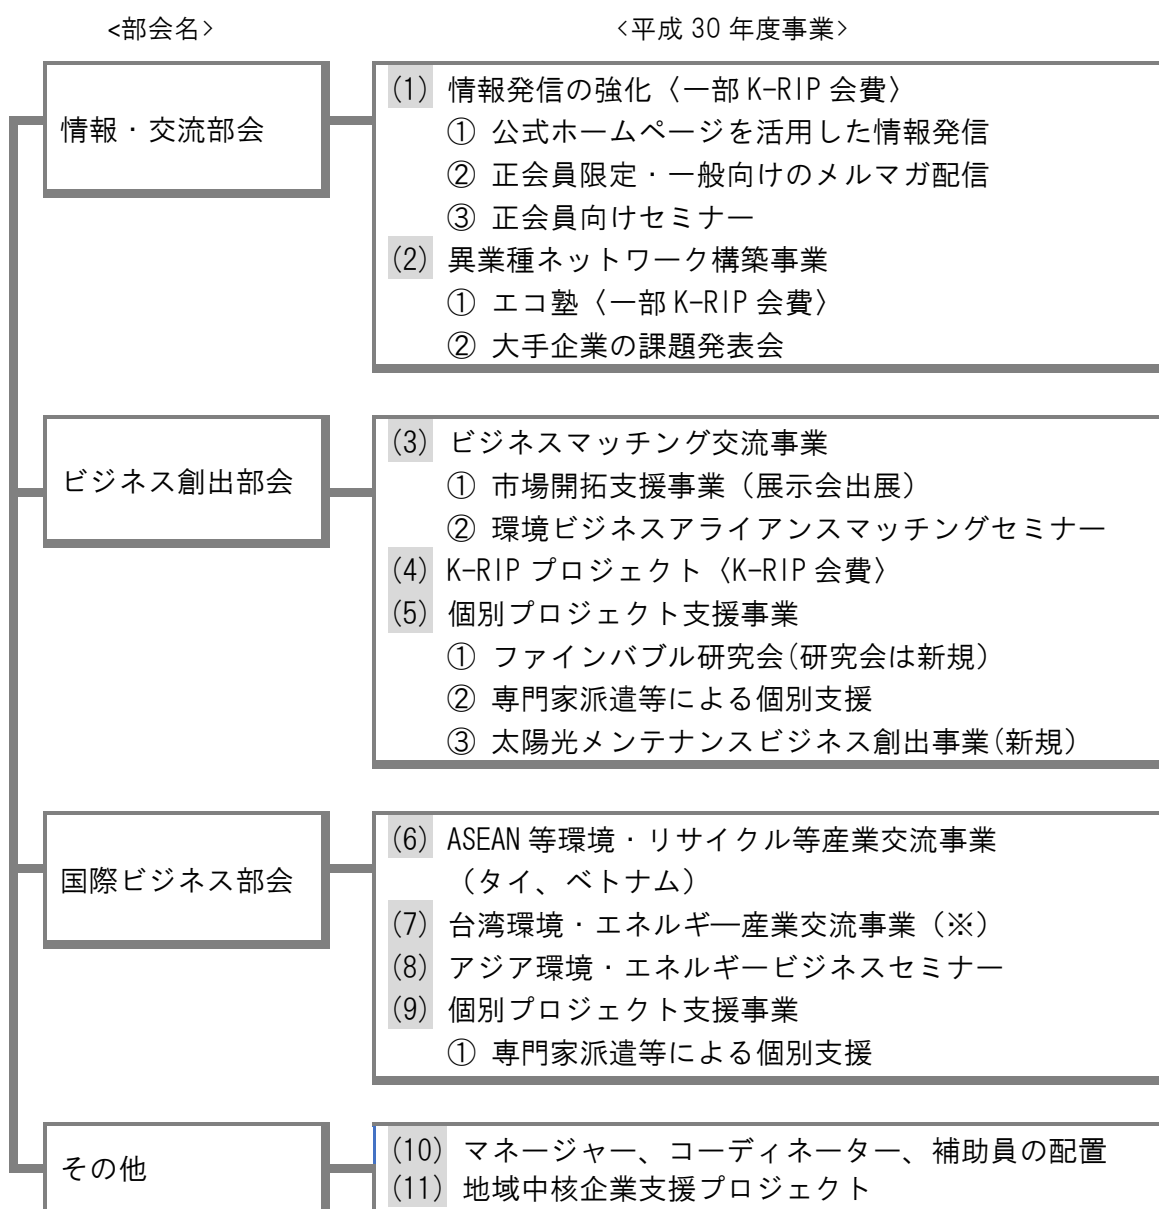 <部会名>
<平成 30 年度事業>
情報・交流部会
(1) 情報発信の強化〈一部 K-RIP 会費〉
① 公式ホームページを活用した情報発信
② 正会員限定・一般向けのメルマガ配信
③ 正会員向けセミナー
(2) 異業種ネットワーク構築事業
① エコ塾〈一部 K-RIP 会費〉
② 大手企業の課題発表会
ビジネス創出部会
(3) ビジネスマッチング交流事業
① 市場開拓支援事業（展示会出展）
② 環境ビジネスアライアンスマッチングセミナー
(4) K-RIP プロジェクト〈K-RIP 会費〉
(5) 個別プロジェクト支援事業
① ファインバブル研究会(研究会は新規)
② 専門家派遣等による個別支援
③ 太陽光メンテナンスビジネス創出事業(新規)
国際ビジネス部会
(6) ASEAN 等環境・リサイクル等産業交流事業
（タイ、ベトナム）
(7) 台湾環境・エネルギ―産業交流事業（※）
(8) アジア環境・エネルギービジネスセミナー
(9) 個別プロジェクト支援事業
① 専門家派遣等による個別支援
その他
(10) マネージャー、コーディネーター、補助員の配置
(11) 地域中核企業支援プロジェクト